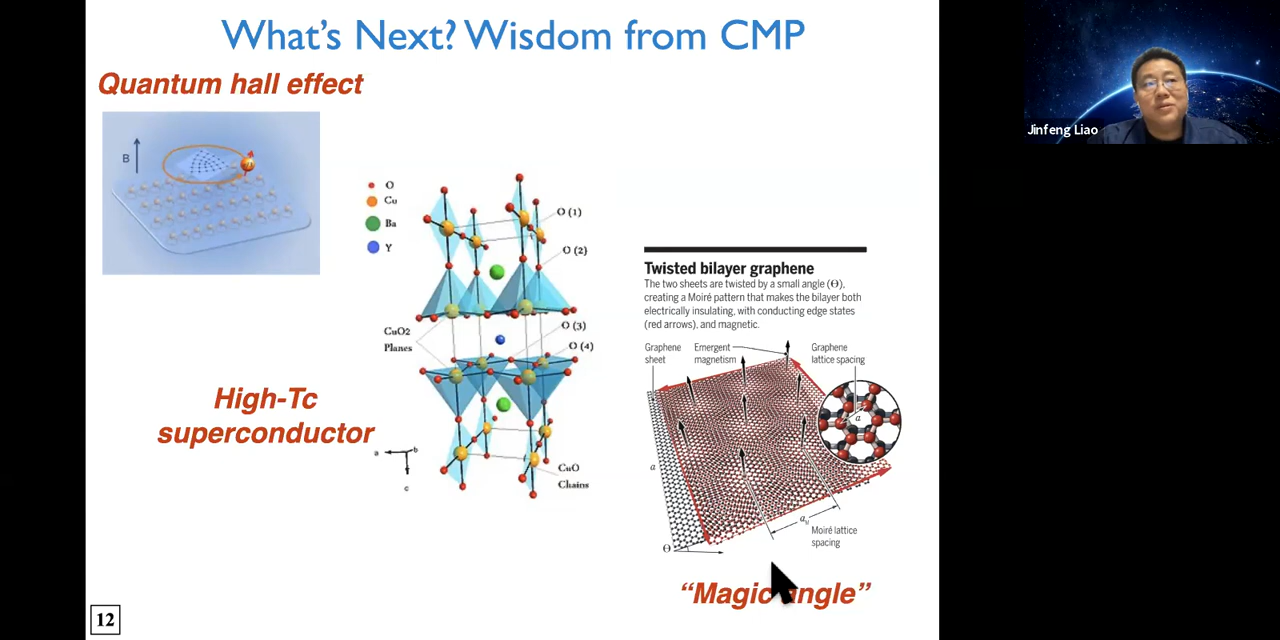 What's Next? Wisdom from CMP
Quantum hall effect
B
O
Cu
Ba
Y
O (1)
O (2)
O (3)
O (4)
CuO2
Planes
CuO
Chains
a
b
c
High-Tc
superconductor
Twisted bilayer graphene
The two sheets are twisted by a small angle (Θ),
creating a Moiré pattern that makes the bilayer both
electrically insulating, with conducting edge states
(red arrows), and magnetic.
Graphene
sheet
Emergent
magnetism
Graphene
lattice spacing
a
a
Moiré lattice
spacing
Θ
“Magic angle”
12
Jinfeng Liao